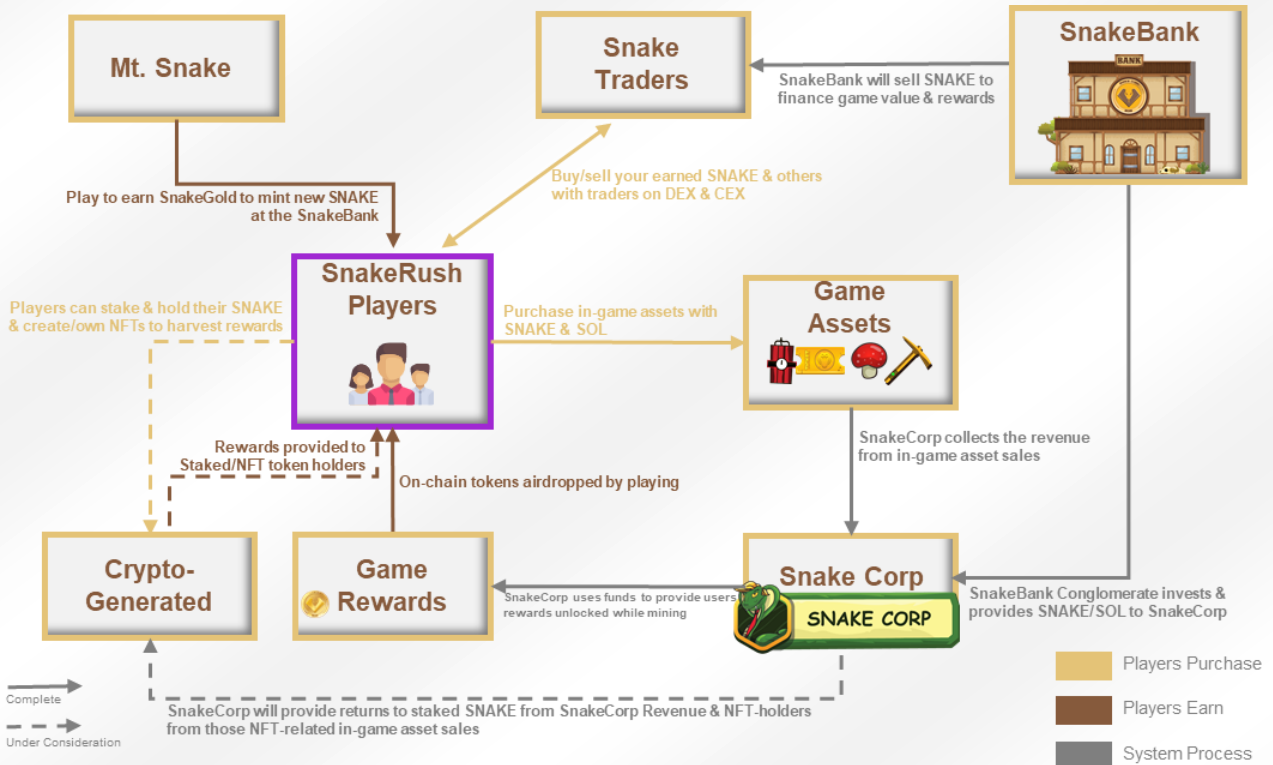 Mt. Snake
Snake
Traders
SnakeBank
BANK
SnakeBank will sell SNAKE to
finance game value & rewards
Buy/sell your earned SNAKE & others
with traders on DEX & CEX
Play to earn SnakeGold to mint new SNAKE
at the SnakeBank
SnakeRush
Players
Players can stake & hold their SNAKE
& create/own NFTs to harvest rewards
Purchase in-game assets with
SNAKE & SOL
Game
Assets
Rewards provided to
Staked/NFT token holders
On-chain tokens airdropped by playing
SnakeCorp collects the revenue
from in-game asset sales
Crypto-
Generated
Game
Rewards
SnakeCorp uses funds to provide users
rewards unlocked while mining
Snake Corp
SNAKE CORP
SnakeBank Conglomerate invests &
provides SNAKE/SOL to SnakeCorp
SnakeCorp will provide returns to staked SNAKE from SnakeCorp Revenue & NFT-holders
from those NFT-related in-game asset sales
Complete
Under Consideration
Players Purchase
Players Earn
System Process